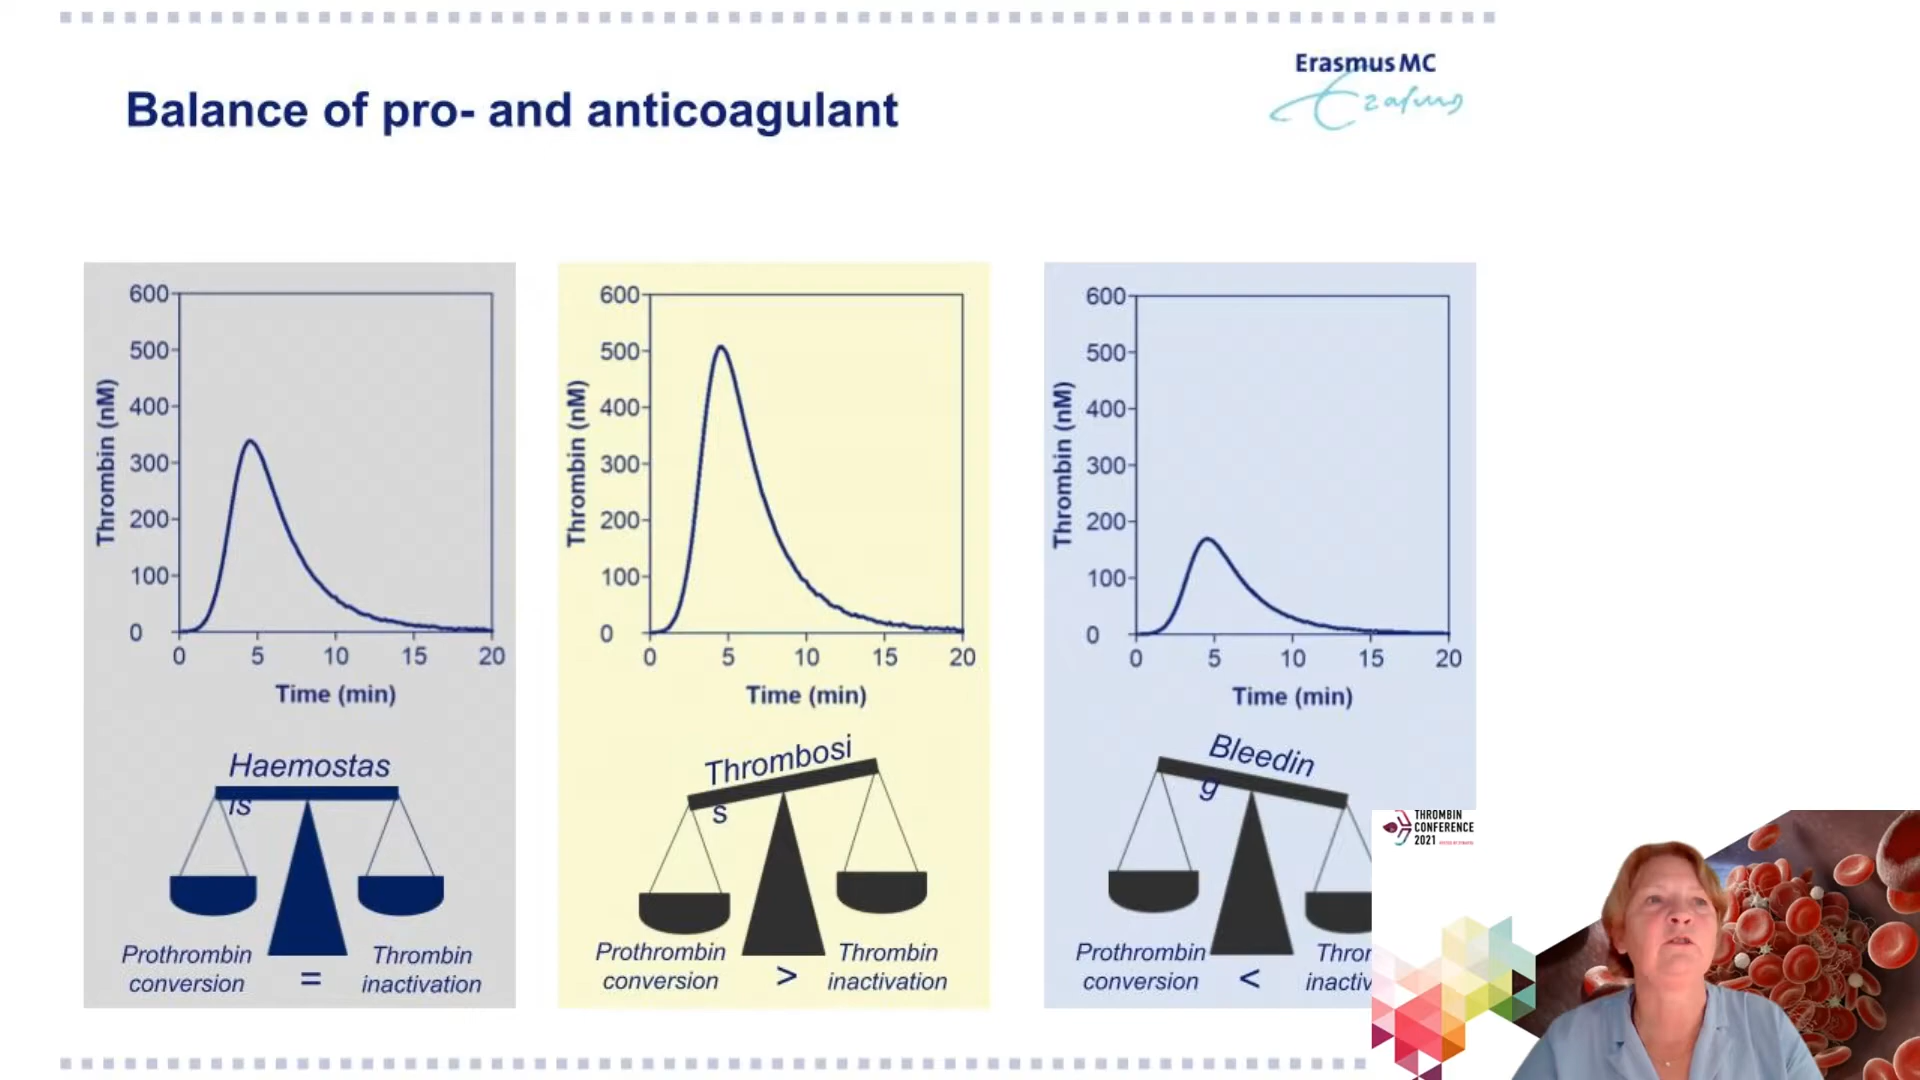 Erasmus MC
Erasmus
Balance of pro- and anticoagulant
600
500
400
300
200
100
0
Thrombin (nM)
0 5 10 15 20
Time (min)
Haemostas
is
Prothrombin
conversion
=
Thrombin
inactivation
600
500
400
300
200
100
0
Thrombin (nM)
0 5 10 15 20
Time (min)
Thrombosi
s
Prothrombin
conversion
>
Thrombin
inactivation
600
500
400
300
200
100
0
Thrombin (nM)
0 5 10 15 20
Time (min)
Bleedin
g
Prothrombin
conversion
<
Thror
inactiv
THROMBIN
CONFERENCE
2021